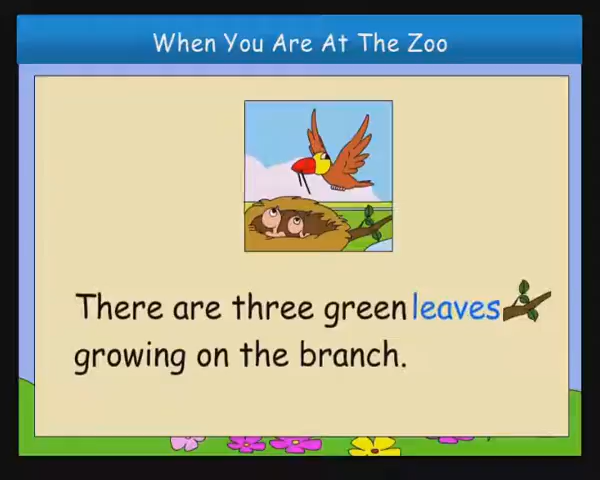 When You Are At The Zoo
There are three green leaves
growing on the branch.